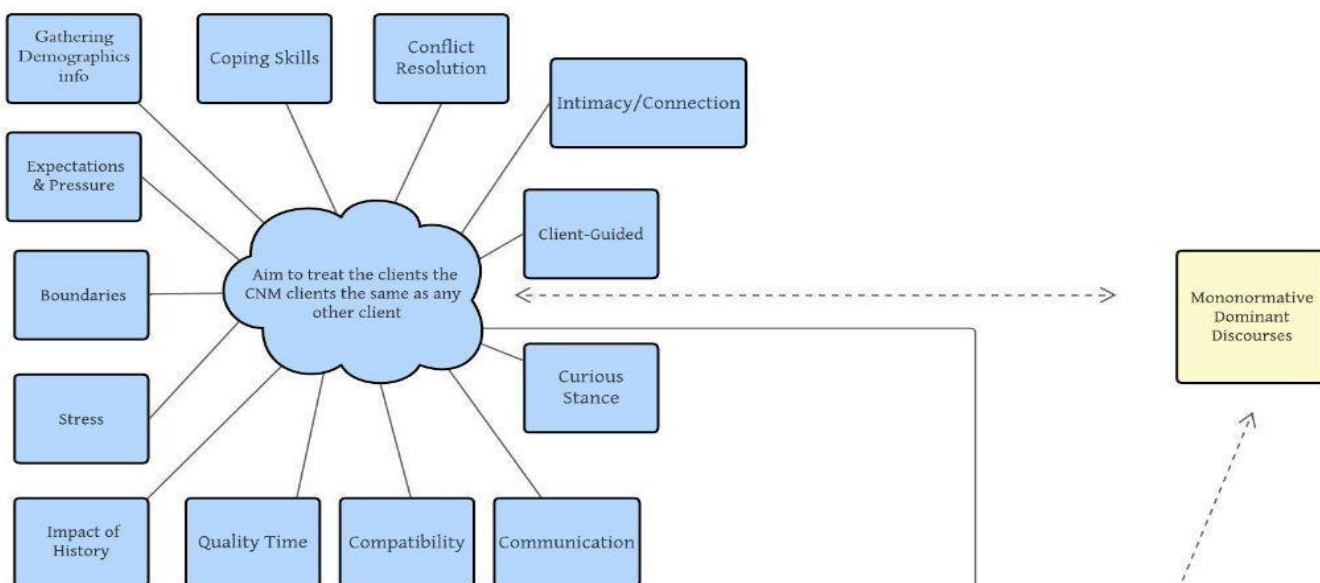 Gathering
Demographics
info
Coping Skills
Conflict
Resolution
Intimacy/Connection
Expectations
& Pressure
Client-Guided
Boundaries
Aim to treat the clients the
CNM clients the same as any
other client
Mononormative
Dominant
Discourses
Stress
Curious
Stance
Impact of
History
Quality Time
Compatibility
Communication